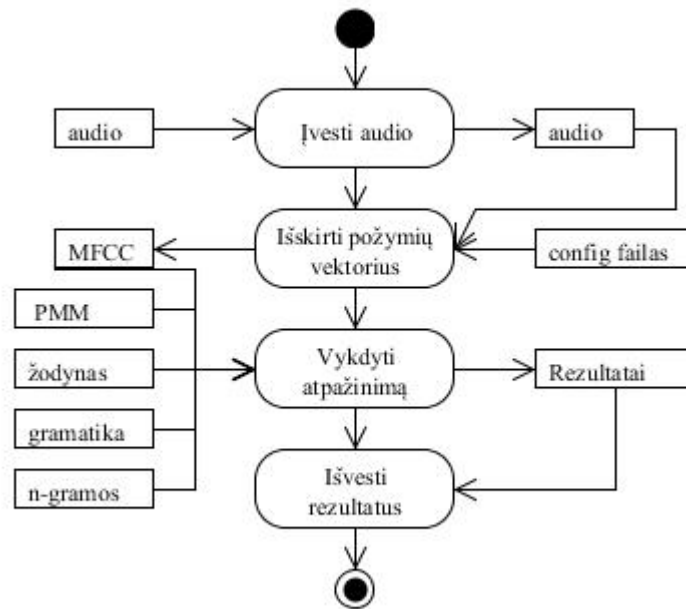 audio
Įvesti audio
audio
MFCC
Išskirti požymių
vektorius
config failas
PMM
žodynas
Vykdyti
atpažinimą
Rezultatai
gramatika
n-gramos
Išvesti
rezultatus